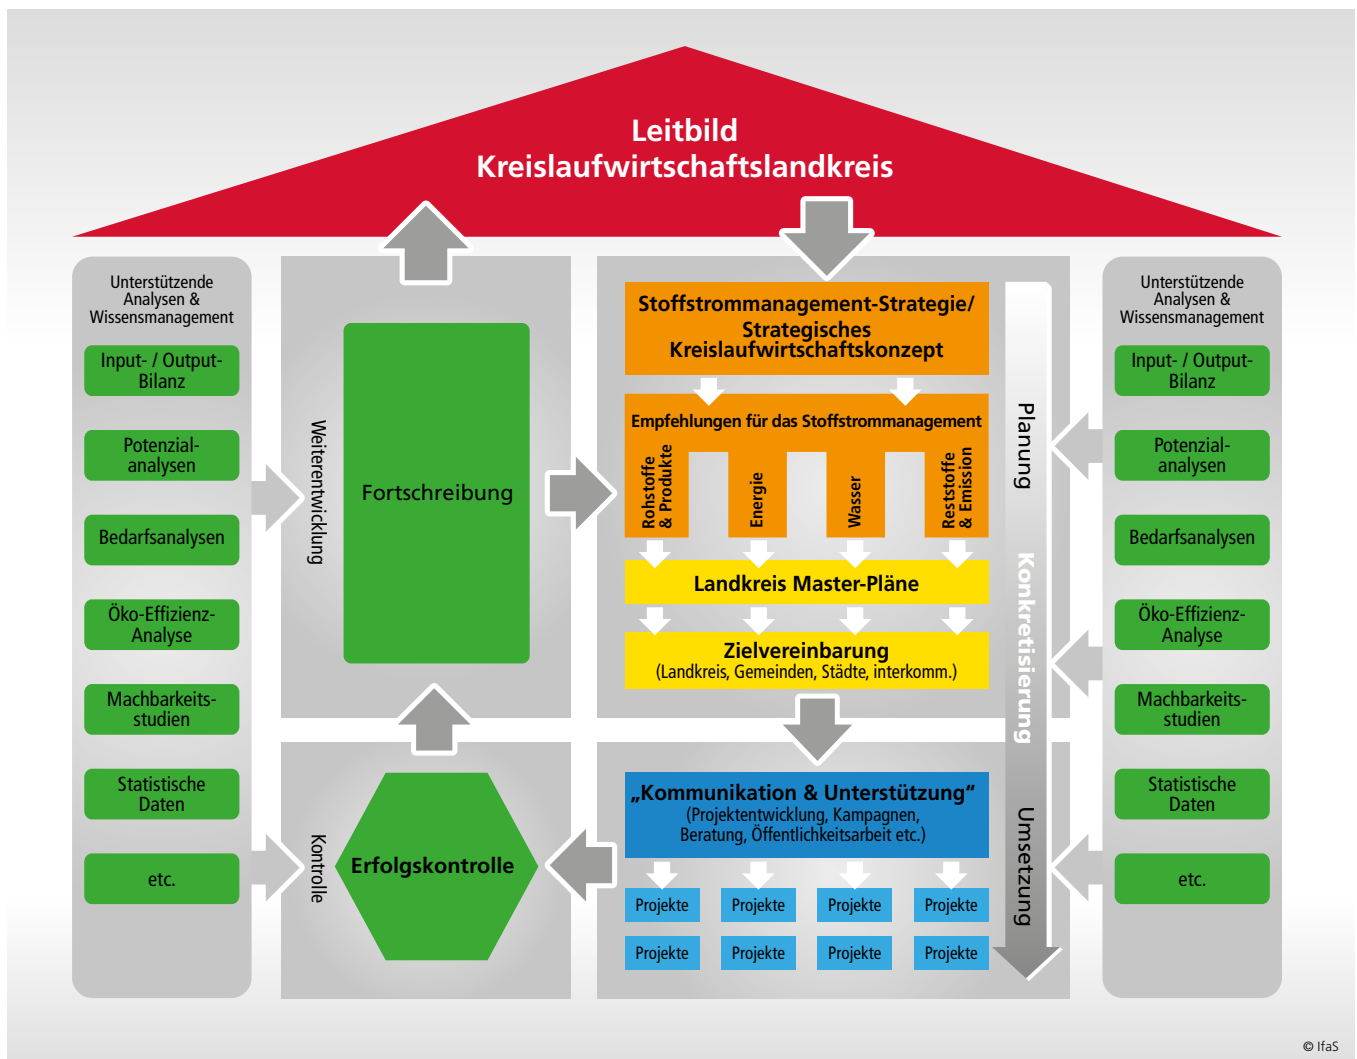 Leitbild
Kreislaufwirtschaftslandkreis
Unterstützende
Analysen &
Wissensmanagement
Input- / Output-
Bilanz
Potenzial-
analysen
Bedarfsanalysen
Öko-Effizienz-
Analyse
Machbarkeits-
studien
Statistische
Daten
etc.
Weiterentwicklung
Fortschreibung
Kontrolle
Erfolgskontrolle
Stoffstrommanagement-Strategie/
Strategisches
Kreislaufwirtschaftskonzept
Empfehlungen für das Stoffstrommanagement
Rohstoffe
& Produkte
Energie
Wasser
Reststoffe
& Emission
Landkreis Master-Pläne
Zielvereinbarung
(Landkreis, Gemeinden, Städte, interkomm.)
„Kommunikation & Unterstützung“
(Projektentwicklung, Kampagnen,
Beratung, Öffentlichkeitsarbeit etc.)
Projekte
Projekte
Projekte
Projekte
Projekte
Projekte
Projekte
Projekte
Planung
Konkretisierung
Umsetzung
Unterstützende
Analysen &
Wissensmanagement
Input- / Output-
Bilanz
Potenzial-
analysen
Bedarfsanalysen
Öko-Effizienz-
Analyse
Machbarkeits-
studien
Statistische
Daten
etc.
© IfaS